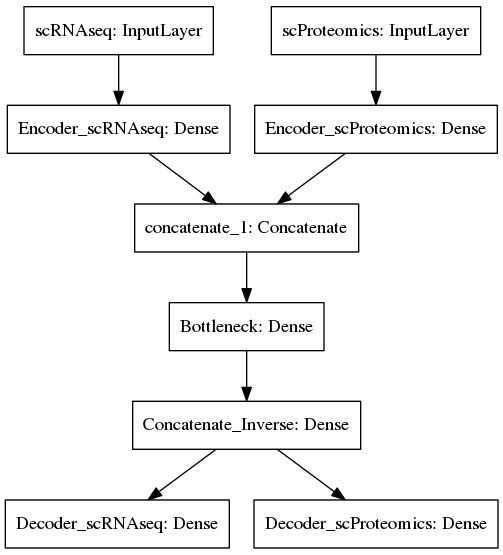 scRNAseq: InputLayer
scProteomics: InputLayer
Encoder_scRNAseq: Dense
Encoder_scProteomics: Dense
concatenate_1: Concatenate
Bottleneck: Dense
Concatenate_Inverse: Dense
Decoder_scRNAseq: Dense
Decoder_scProteomics: Dense